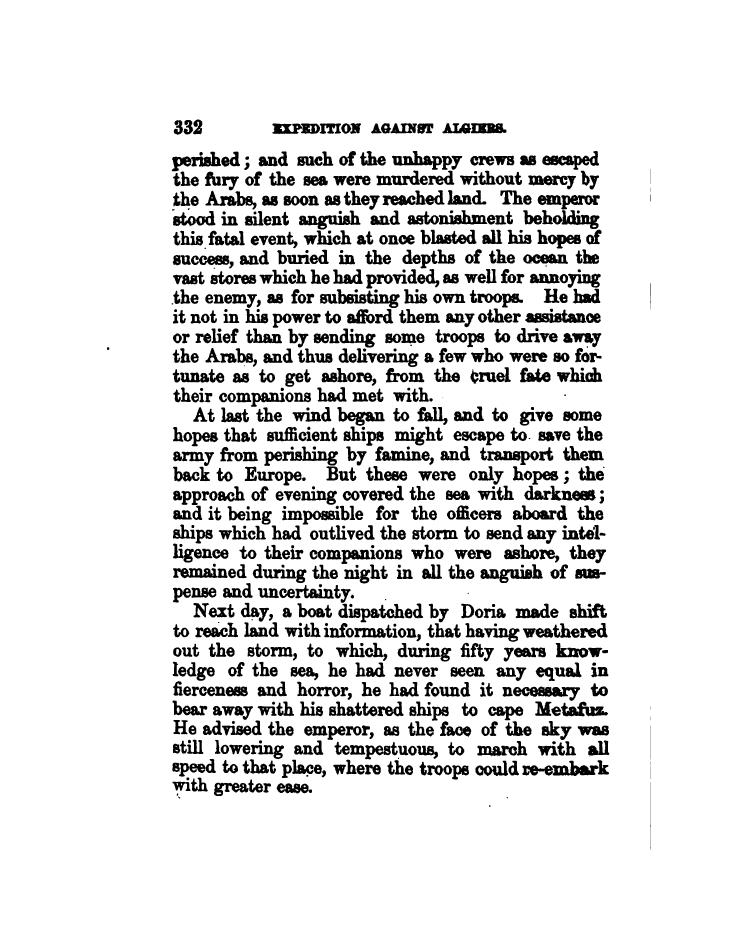 332 EXPEDITION AGAINST ALGIERS.
perished; and such of the unhappy crews as escaped
the fury of the sea were murdered without mercy by
the Arabs, as soon as they reached land. The emperor
stood in silent anguish and astonishment beholding
this fatal event, which at once blasted all his hopes of
success, and buried in the depths of the ocean the
vast stores which he had provided, as well for annoying
the enemy, as for subsisting his own troops. He had
it not in his power to afford them any other assistance
or relief than by sending some troops to drive away
the Arabs, and thus delivering a few who were so for-
tunate as to get ashore, from the cruel fate which
their companions had met with.
At last the wind began to fall, and to give some
hopes that sufficient ships might escape to save the
army from perishing by famine, and transport them
back to Europe. But these were only hopes; the
approach of evening covered the sea with darkness;
and it being impossible for the officers aboard the
ships which had outlived the storm to send any intel-
ligence to their companions who were ashore, they
remained during the night in all the anguish of sus-
pense and uncertainty.
Next day, a boat dispatched by Doria made shift
to reach land with information, that having weathered
out the storm, to which, during fifty years know-
ledge of the sea, he had never seen any equal in
fierceness and horror, he had found it necessary to
bear away with his shattered ships to cape Metafuz.
He advised the emperor, as the face of the sky was
still lowering and tempestuous, to march with all
speed to that place, where the troops could re-embark
with greater ease.